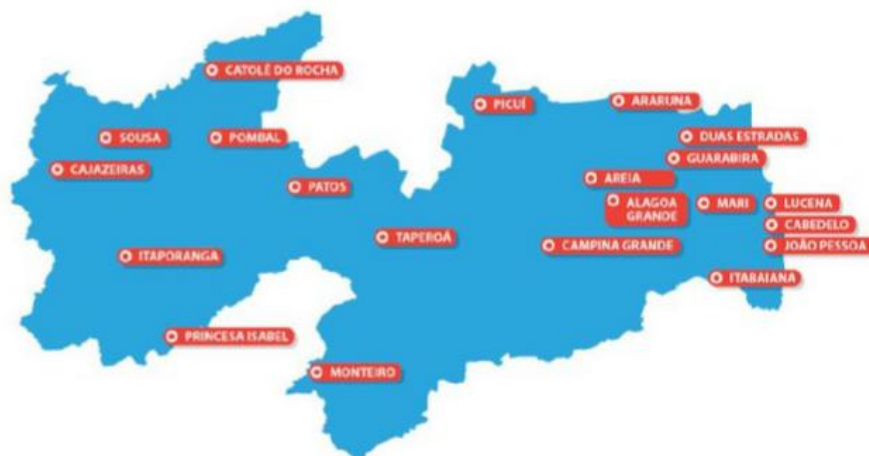 CATOLÉ DO ROCHA
PICUÍ
ARARUNA
SOUSA
POMBAL
DUAS ESTRADAS
GUARABIRA
CAJAZEIRAS
AREIA
PATOS
ALAGOA
GRANDE
MARI
LUCENA
CABEDELO
TAPEROÁ
CAMPINA GRANDE
JOÃO PESSOA
ITAPORANGA
ITABAIANA
PRINCESA ISABEL
MONTEIRO